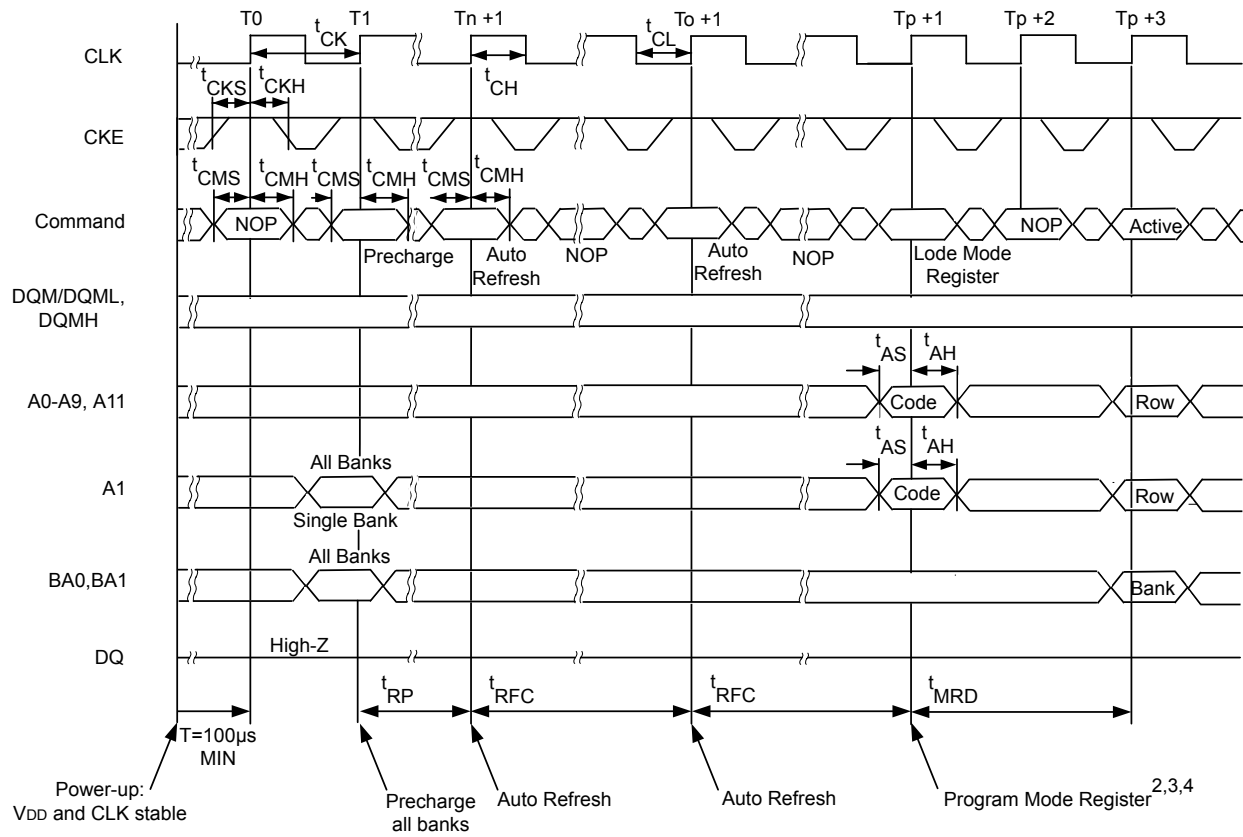 T0 T1 Tn +1 To +1 Tp +1 Tp +2 Tp +3
tCK tCL
CLK
tCH
tCKS tCKH
CKE
tCMS tCMH tCMS tCMH tCMS tCMH
Command NOP NOP Active
Precharge Auto Refresh NOP Auto Refresh NOP Lode Mode Register
DQM/DQML,
DQMH
tAS tAH
A0-A9, A11 Code Row
All Banks tAS tAH
A1 Code Row
Single Bank
All Banks
BA0,BA1 Bank
High-Z
DQ
tRP tRFC tRFC tMRD
T=100µs
MIN
Power-up:
VDD and CLK stable
Precharge
all banks
Auto Refresh
Auto Refresh
Program Mode Register 2,3,4